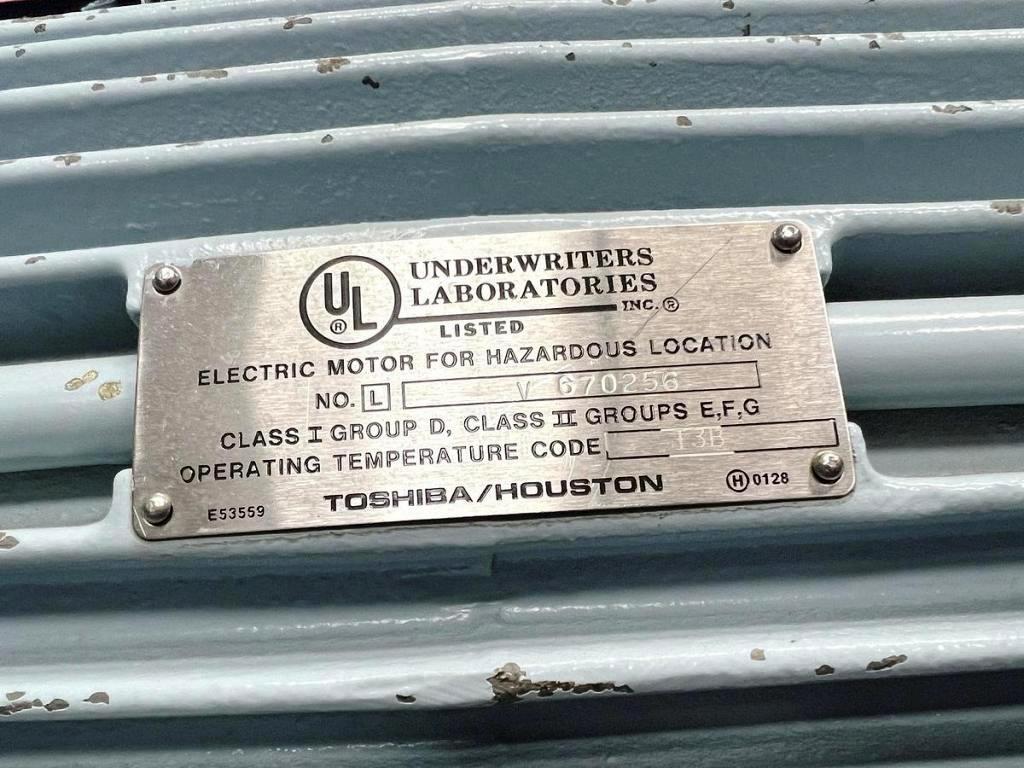 UL ®
UNDERWRITERS
LABORATORIES
INC.®
LISTED
ELECTRIC MOTOR FOR HAZARDOUS LOCATION
NO. L V 670256
CLASS I GROUP D, CLASS II GROUPS E,F,G
OPERATING TEMPERATURE CODE T3B
TOSHIBA/HOUSTON
E53559
Ⓗ 0128